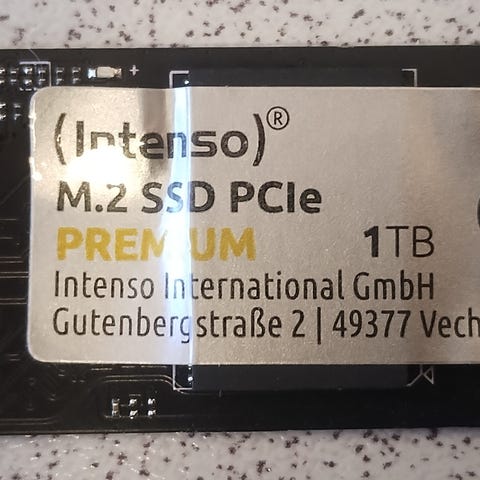 (Intenso)®
M.2 SSD PCIe
PREMIUM 1TB
Intenso International GmbH
Gutenbergstraße 2 | 49377 Vech